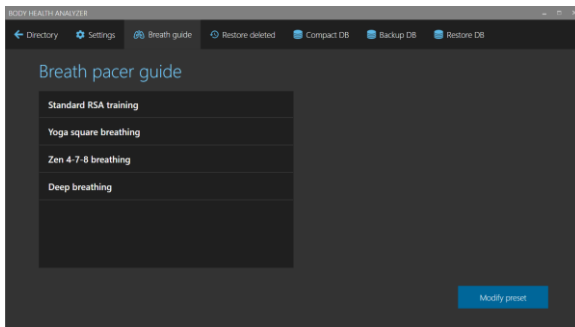 BODY HEALTH ANALYZER
Directory Settings Breath guide Restore deleted Compact DB Backup DB Restore DB
Breath pacer guide
Standard RSA training
Yoga square breathing
Zen 4-7-8 breathing
Deep breathing
Modify preset